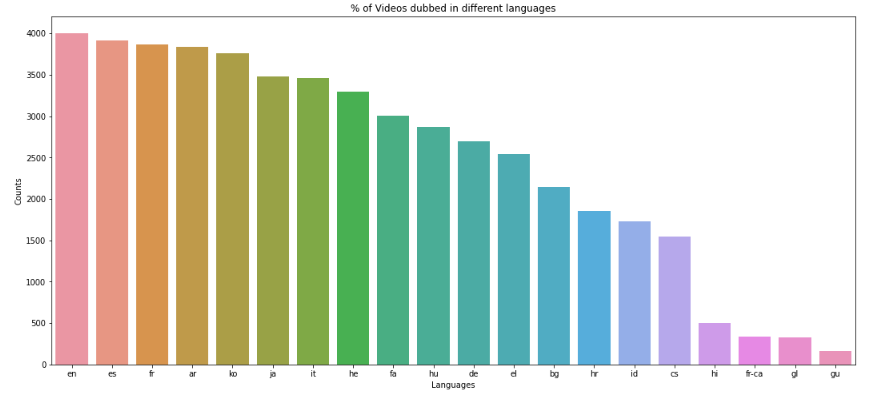 % of Videos dubbed in different languages
4000
3500
3000
2500
2000
1500
1000
500
0
Counts
en es fr ar ko ja it he fa hu de el bg hr id cs hi fr-ca gl gu
Languages